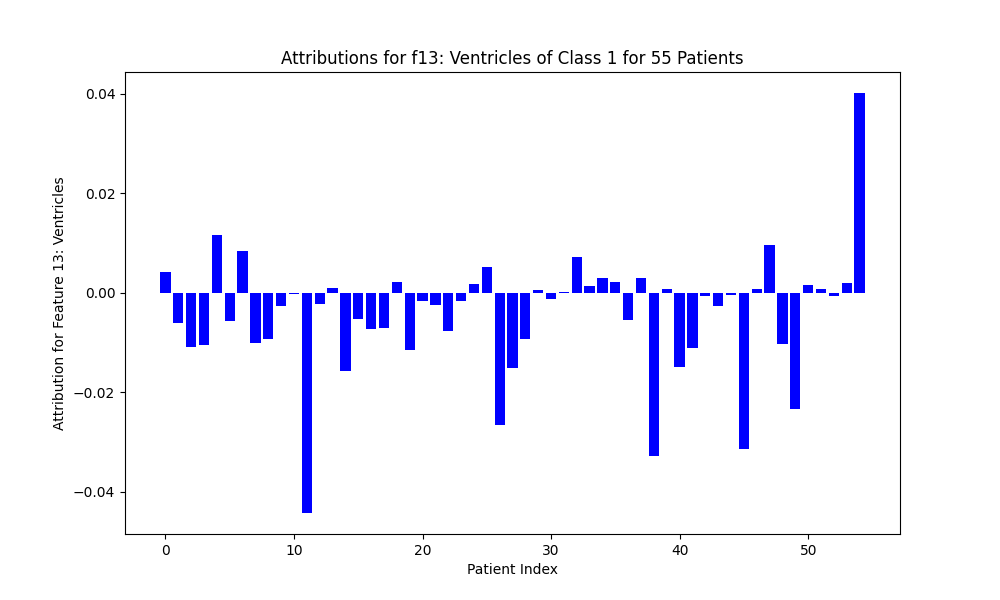 Attributions for f13: Ventricles of Class 1 for 55 Patients
Attribution for Feature 13: Ventricles
0.04
0.02
0.00
−0.02
−0.04
0 10 20 30 40 50
Patient Index